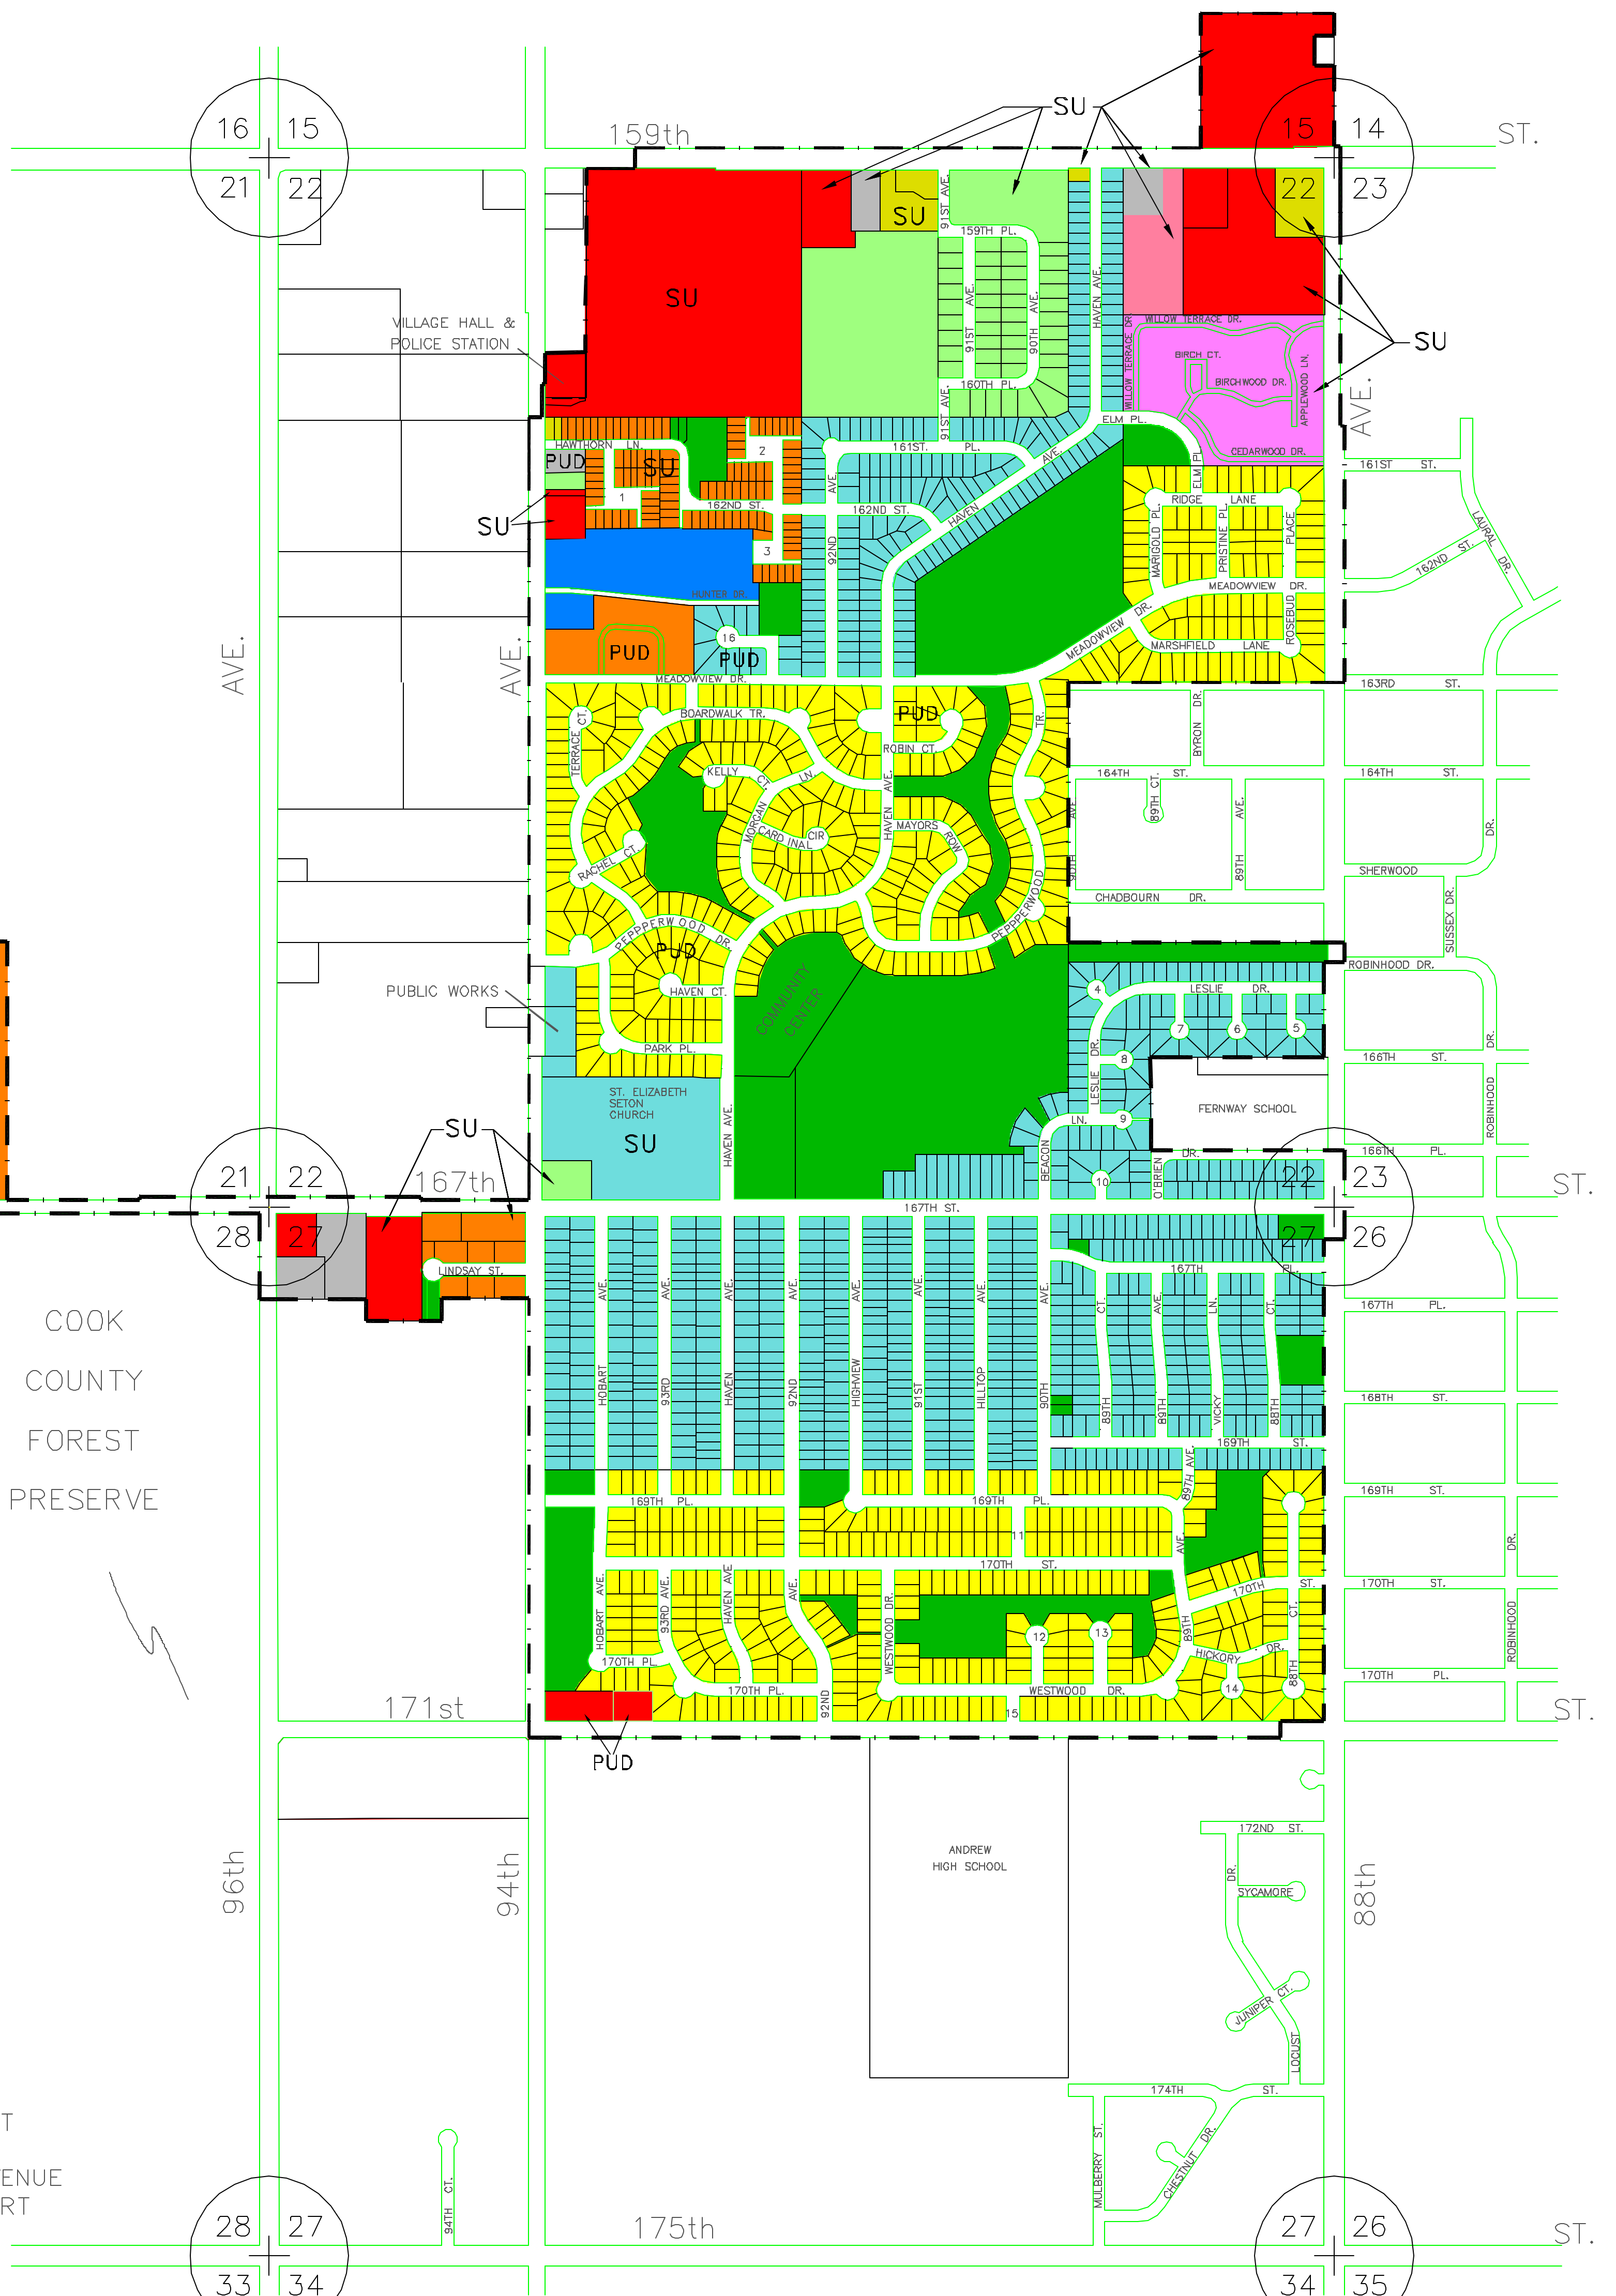 SU
16 15
21 22
159th
ST.
15 14
22 23
91ST AVE.
SU
159TH PL.
SU
HAVEN AVE.
91ST AVE.
90TH AVE.
VILLAGE HALL &
POLICE STATION
WILLOW TERRACE DR.
WILLOW TERRACE DR.
BIRCH CT.
BIRCHWOOD DR.
APPLEWOOD LN.
CEDARWOOD DR.
SU
AVE.
160TH PL.
91ST AVE.
ELM PL.
ELM PL.
HAWTHORN LN.
PUD
SU
1
2
162ND ST.
SU
3
161ST. PL.
92ND AVE
162ND ST.
HAVEN AVE.
RIDGE LANE
MARIGOLD PL.
PRISTINE PL.
PLACE
ROSEBUD
MEADOWVIEW DR.
MARSHFIELD LANE
MEADOWVIEW DR.
161ST ST.
LAURAL DR.
162ND ST.
HUNTER DR.
16
PUD
PUD
AVE.
AVE.
MEADOWVIEW DR.
163RD ST.
TERRACE CT.
BOARDWALK TR.
PUD
ROBIN CT.
TR.
BYRON DR.
KELLY CT.
MORGAN LN.
CARDINAL CIR
HAVEN AVE.
MAYORS ROW
164TH ST.
164TH ST.
90TH AVE
89TH CT.
89TH AVE.
DR.
RACHEL CT.
PEPPPERWOOD
CHADBOURN DR.
SHERWOOD
SUSSEX DR.
PEPPPERWOOD DR.
PUD
HAVEN CT.
PARK PL.
PUBLIC WORKS
COMMUNITY
CENTER
ROBINHOOD DR.
LESLIE DR.
4
5
6
7
8
9
10
LESLIE DR.
166TH ST.
DR.
ROBINHOOD
FERNWAY SCHOOL
ST. ELIZABETH
SETON
CHURCH
SU
HAVEN AVE.
BEACON LN.
O'BRIEN DR.
166TH PL.
SU
21 22
28 27
167th
22 23
27 26
ST.
167TH ST.
LINDSAY ST.
167TH PL.
167TH PL.
COOK
COUNTY
FOREST
PRESERVE
HOBART AVE.
93RD AVE.
HAVEN AVE.
92ND AVE.
HIGHVIEW AVE.
91ST AVE.
HILLTOP AVE.
90TH AVE.
89TH CT.
89TH AVE.
VICKY LN.
88TH CT.
168TH ST.
169TH ST.
89TH AVE.
169TH PL.
169TH PL.
169TH ST.
11
170TH ST.
AVE.
170TH ST.
170TH ST.
DR.
ROBINHOOD
HOBART AVE.
93RD AVE.
HAVEN AVE
AVE.
92ND
WESTWOOD DR.
12
13
89TH
HICKORY DR.
88TH CT.
14
170TH PL.
170TH PL.
WESTWOOD DR.
15
170TH PL.
171st
ST.
PUD
ANDREW
HIGH SCHOOL
96th
94th
88th
172ND ST.
DR.
SYCAMORE
JUNIPER CT.
LOCUST
174TH ST.
MULBERRY ST.
CHESTNUT DR.
94TH CT.
T
ENUE
RT
28 27
33 34
175th
27 26
34 35
ST.